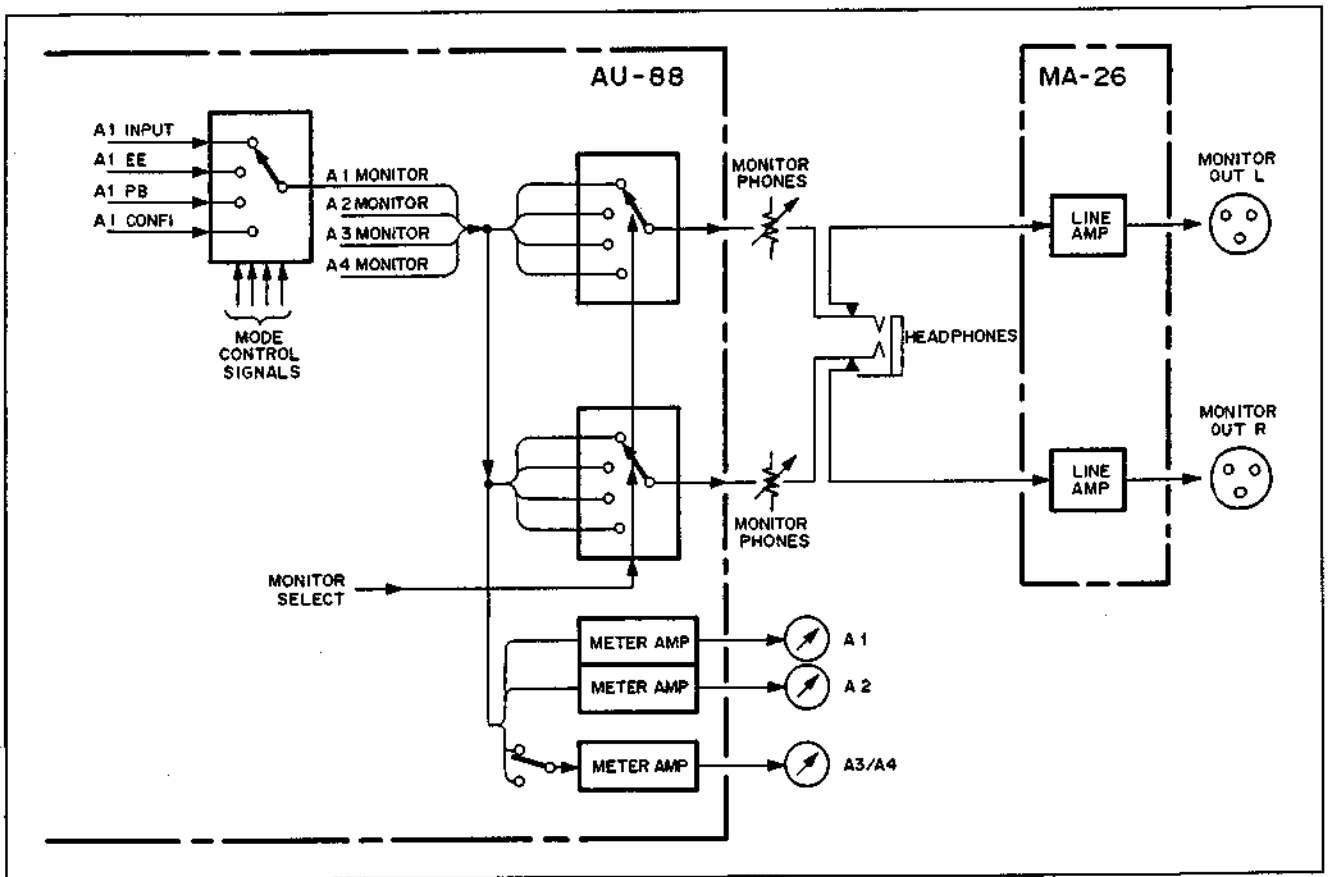 AU-88
MA-26
A1 INPUT
A1 EE
A1 PB
A1 CONFI
MODE
CONTROL
SIGNALS
A1 MONITOR
A2 MONITOR
A3 MONITOR
A4 MONITOR
MONITOR
PHONES
LINE
AMP
MONITOR
OUT L
HEADPHONES
MONITOR
PHONES
LINE
AMP
MONITOR
OUT R
MONITOR
SELECT
METER AMP
A1
METER AMP
A2
METER AMP
A3/A4